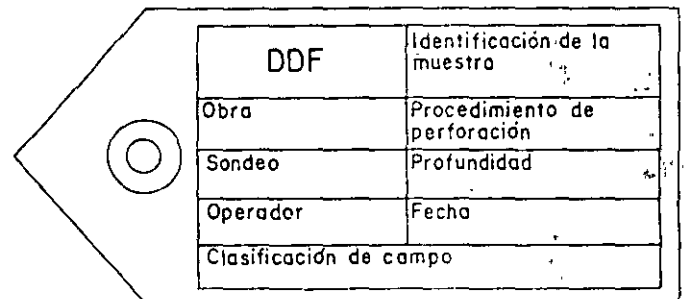 DDF
Identificación de la
muestra
Obra
Procedimiento de
perforación
Sondeo
Profundidad
Operador
Fecha
Clasificación de campo